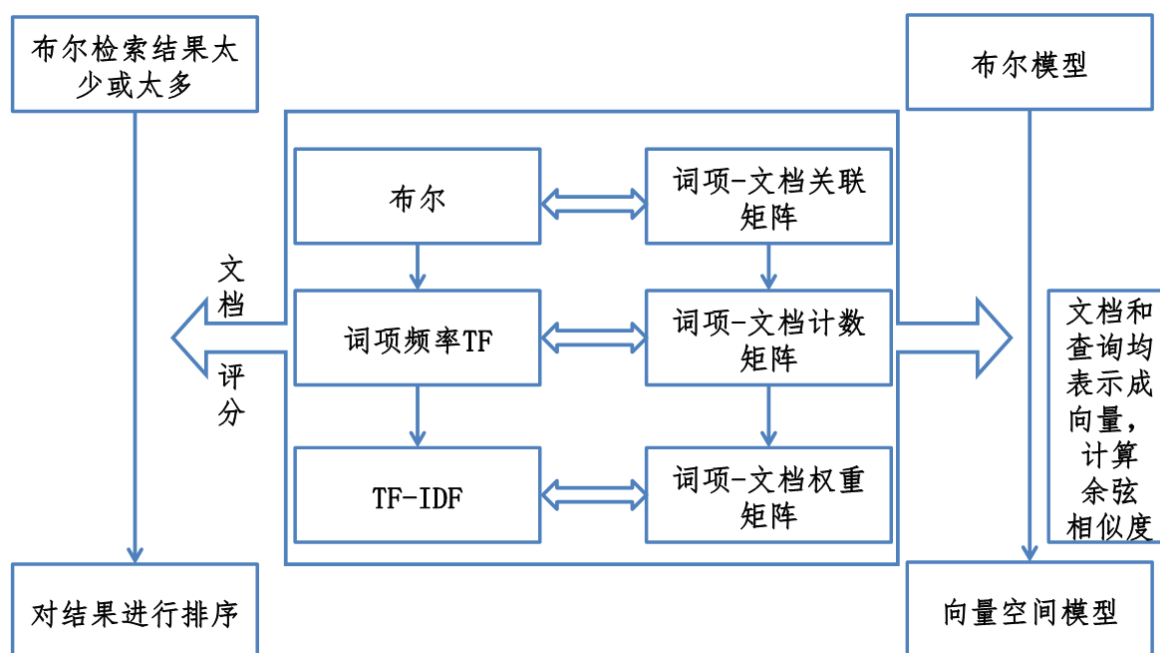 布尔检索结果太
少或太多
布尔模型
布尔
词项-文档关联
矩阵
文
档
评
分
词项频率TF
词项-文档计数
矩阵
文档和
查询均
表示成
向量，
计算
余弦
相似度
TF-IDF
词项-文档权重
矩阵
对结果进行排序
向量空间模型